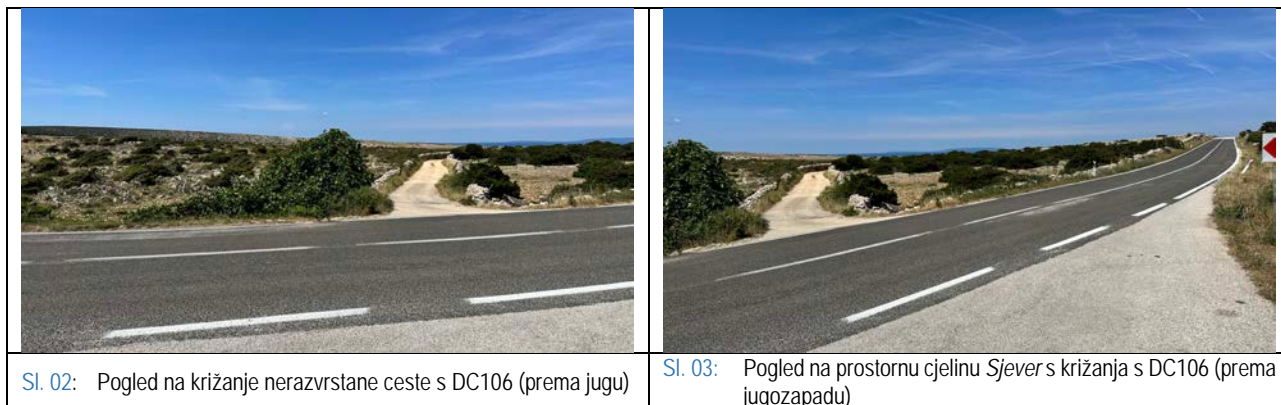 Sl. 02: Pogled na križanje nerazvrstane ceste s DC106 (prema jugu)
Sl. 03: Pogled na prostornu cjelinu Sjever s križanja s DC106 (prema
jugozapadu)